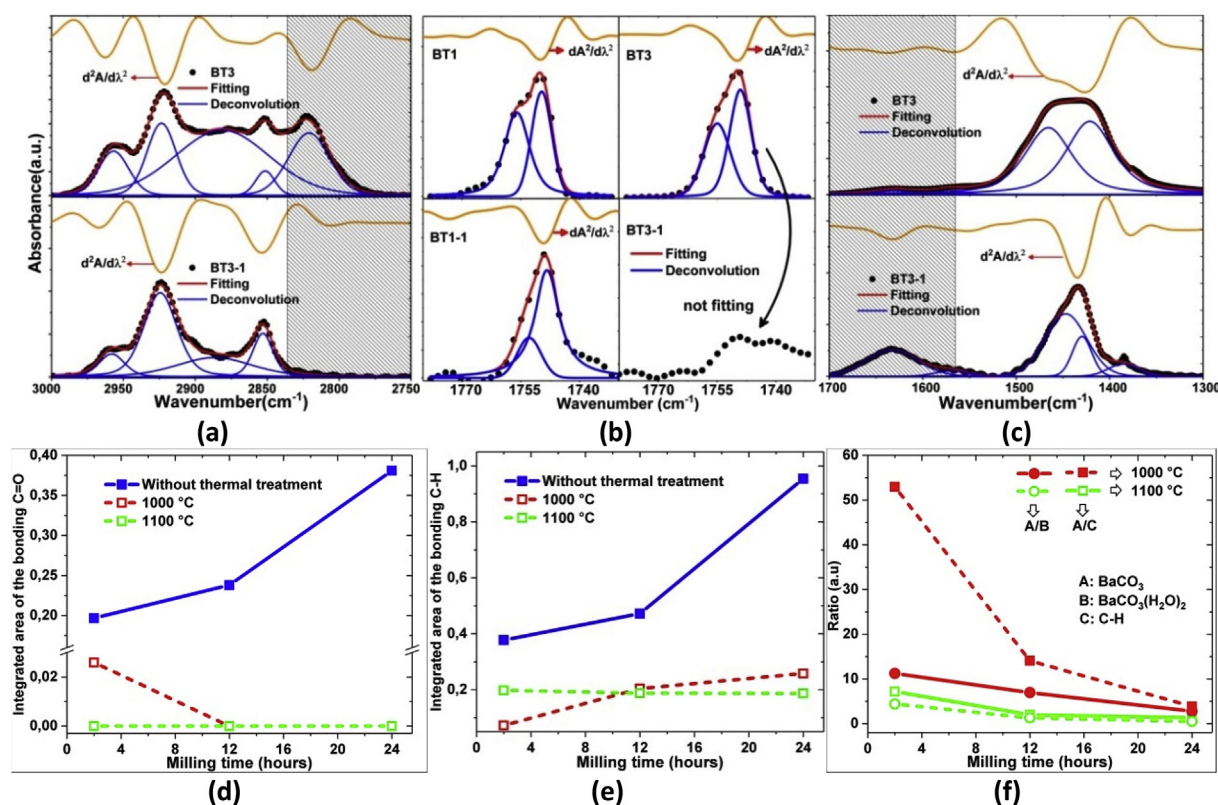 Absorbance(a.u.)
d²A/dλ²
BT3
Fitting
Deconvolution
d²A/dλ²
BT3-1
Fitting
Deconvolution
3000 2950 2900 2850 2800 2750
Wavenumber(cm⁻¹)
(a)
BT1
dA²/dλ²
BT3
dA²/dλ²
BT1-1
dA²/dλ²
BT3-1
Fitting
Deconvolution
not fitting
1770 1755 1740 1770 1755 1740
Wavenumber (cm⁻¹)
(b)
d²A/dλ²
BT3
Fitting
Deconvolution
d²A/dλ²
BT3-1
Fitting
Deconvolution
1700 1600 1500 1400 1300
Wavenumber(cm⁻¹)
(c)
Integrated area of the bonding C=O
0,40
0,35
0,30
0,25
0,20
0,02
0,00
Without thermal treatment
1000 °C
1100 °C
0 4 8 12 16 20 24
Milling time (hours)
(d)
Integrated area of the bonding C-H
1,0
0,8
0,6
0,4
0,2
Without thermal treatment
1000 °C
1100 °C
0 4 8 12 16 20 24
Milling time (hours)
(e)
Ratio (a.u)
60
50
40
30
20
10
0
⇨ 1000 °C
⇨ 1100 °C
A/B A/C
A: BaCO₃
B: BaCO₃(H₂O)₂
C: C-H
0 4 8 12 16 20 24
Milling time (hours)
(f)